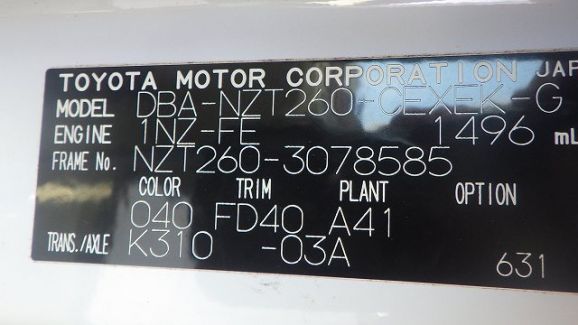 TOYOTA MOTOR CORPORATION JAP
MODEL DBA-NZT260-CEXEK-G
ENGINE 1NZ-FE 1496 mL
FRAME No. NZT260-3078585
COLOR TRIM PLANT OPTION
040 FD40 A41
TRANS./AXLE K310 -03A
631